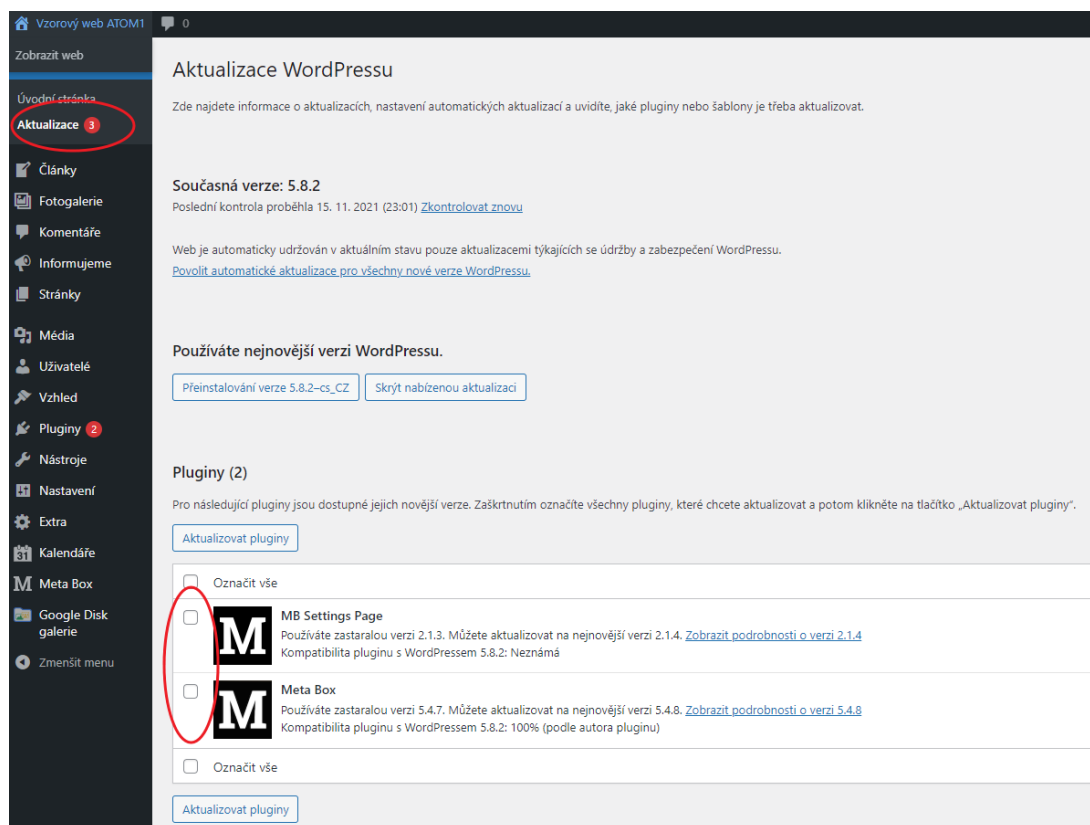 Vzorový web ATOM1
0
Zobrazit web
Úvodní stránka
Aktualizace 3
Články
Fotogalerie
Komentáře
Informujeme
Stránky
Média
Uživatelé
Vzhled
Pluginy 2
Nástroje
Nastavení
Extra
31 Kalendáře
M Meta Box
Google Disk
galerie
Zmenšit menu
Aktualizace WordPressu
Zde najdete informace o aktualizacích, nastavení automatických aktualizací a uvidíte, jaké pluginy nebo šablony je třeba aktualizovat.
Současná verze: 5.8.2
Poslední kontrola proběhla 15. 11. 2021 (23:01) Zkontrolovat znovu
Web je automaticky udržován v aktuálním stavu pouze aktualizacemi týkajících se údržby a zabezpečení WordPressu.
Povolit automatické aktualizace pro všechny nové verze WordPressu.
Používáte nejnovější verzi WordPressu.
Přeinstalování verze 5.8.2–cs_CZ
Skrýt nabízenou aktualizaci
Pluginy (2)
Pro následující pluginy jsou dostupné jejich novější verze. Zaškrtnutím označíte všechny pluginy, které chcete aktualizovat a potom klikněte na tlačítko „Aktualizovat pluginy“.
Aktualizovat pluginy
Označit vše
M
MB Settings Page
Používáte zastaralou verzi 2.1.3. Můžete aktualizovat na nejnovější verzi 2.1.4. Zobrazit podrobnosti o verzi 2.1.4
Kompatibilita pluginu s WordPressem 5.8.2: Neznámá
M
Meta Box
Používáte zastaralou verzi 5.4.7. Můžete aktualizovat na nejnovější verzi 5.4.8. Zobrazit podrobnosti o verzi 5.4.8
Kompatibilita pluginu s WordPressem 5.8.2: 100% (podle autora pluginu)
Označit vše
Aktualizovat pluginy